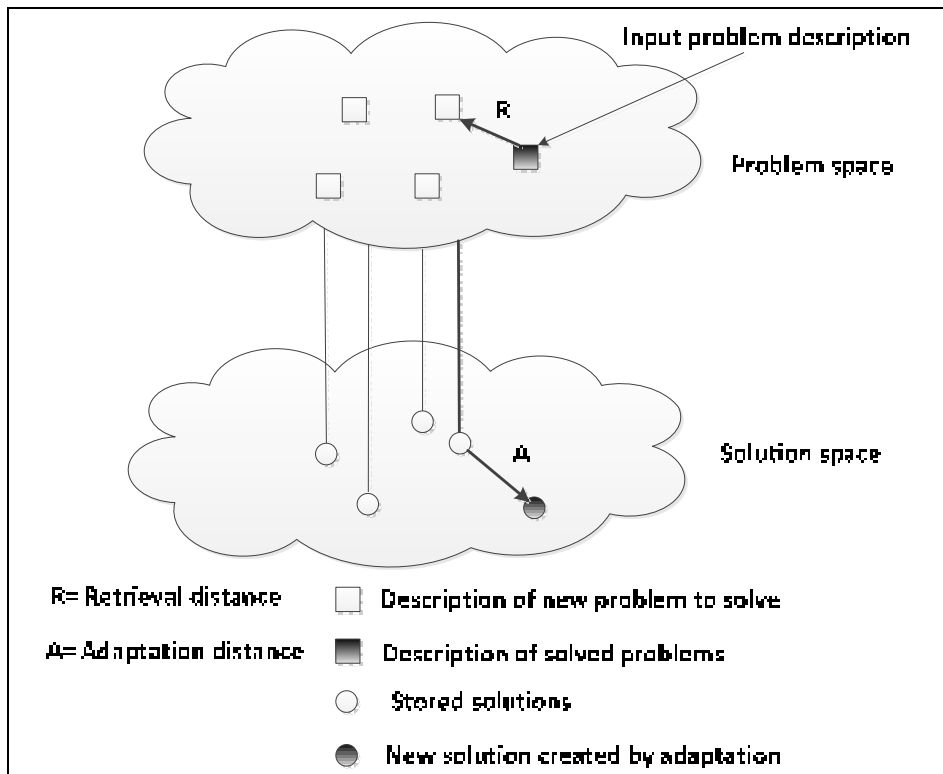 Input problem description
R
Problem space
Solution space
A
R= Retrieval distance
Description of new problem to solve
A= Adaptation distance
Description of solved problems
Stored solutions
New solution created by adaptation